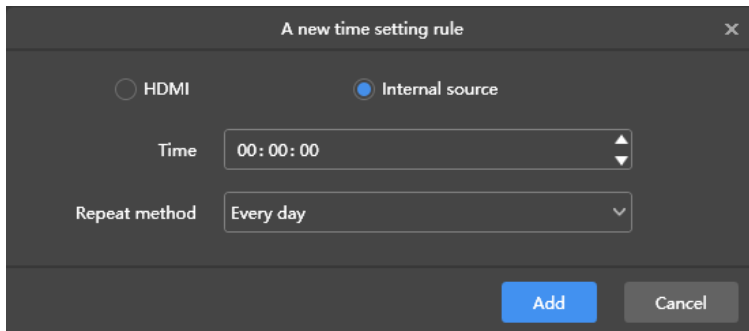 A new time setting rule
HDMI Internal source
Time 00:00:00
Repeat method Every day
Add Cancel